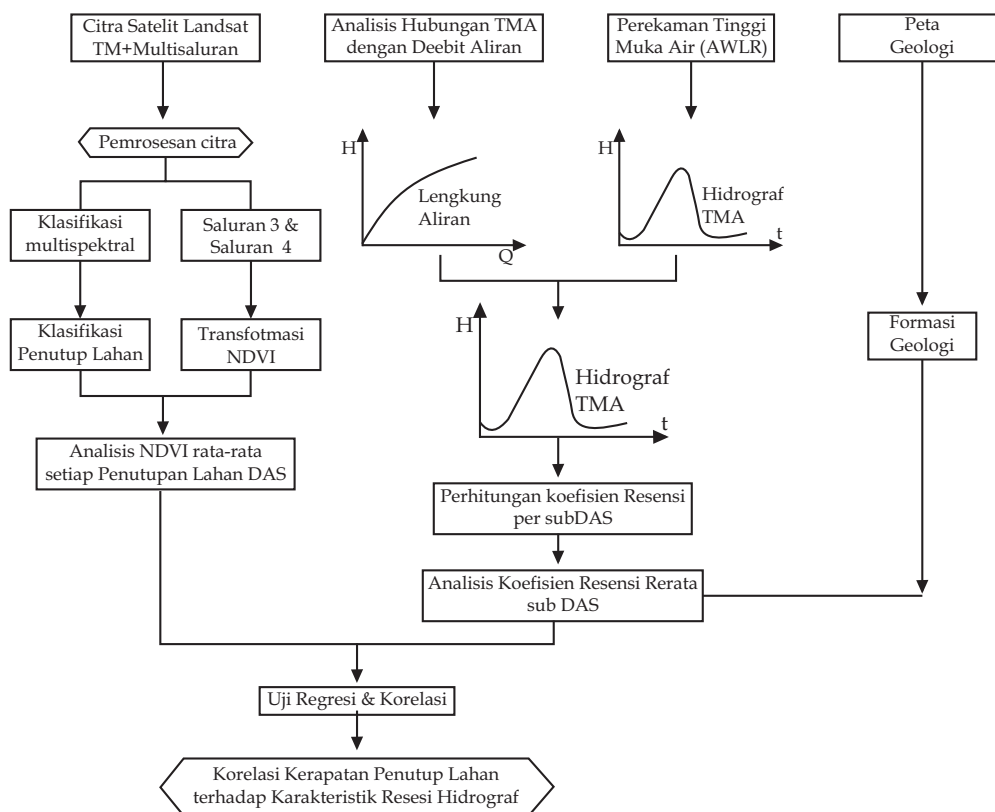 Citra Satelit Landsat
TM+Multisaluran
Analisis Hubungan TMA
dengan Deebit Aliran
Perekaman Tinggi
Muka Air (AWLR)
Peta
Geologi
Pemrosesan citra
H
Lengkung
Aliran
Q
H
Hidrograf
TMA
t
Klasifikasi
multispektral
Saluran 3 &
Saluran 4
Klasifikasi
Penutup Lahan
Transfotmasi
NDVI
H
Hidrograf
TMA
t
Formasi
Geologi
Analisis NDVI rata-rata
setiap Penutupan Lahan DAS
Perhitungan koefisien Resensi
per subDAS
Analisis Koefisien Resensi Rerata
sub DAS
Uji Regresi & Korelasi
Korelasi Kerapatan Penutup Lahan
terhadap Karakteristik Resesi Hidrograf